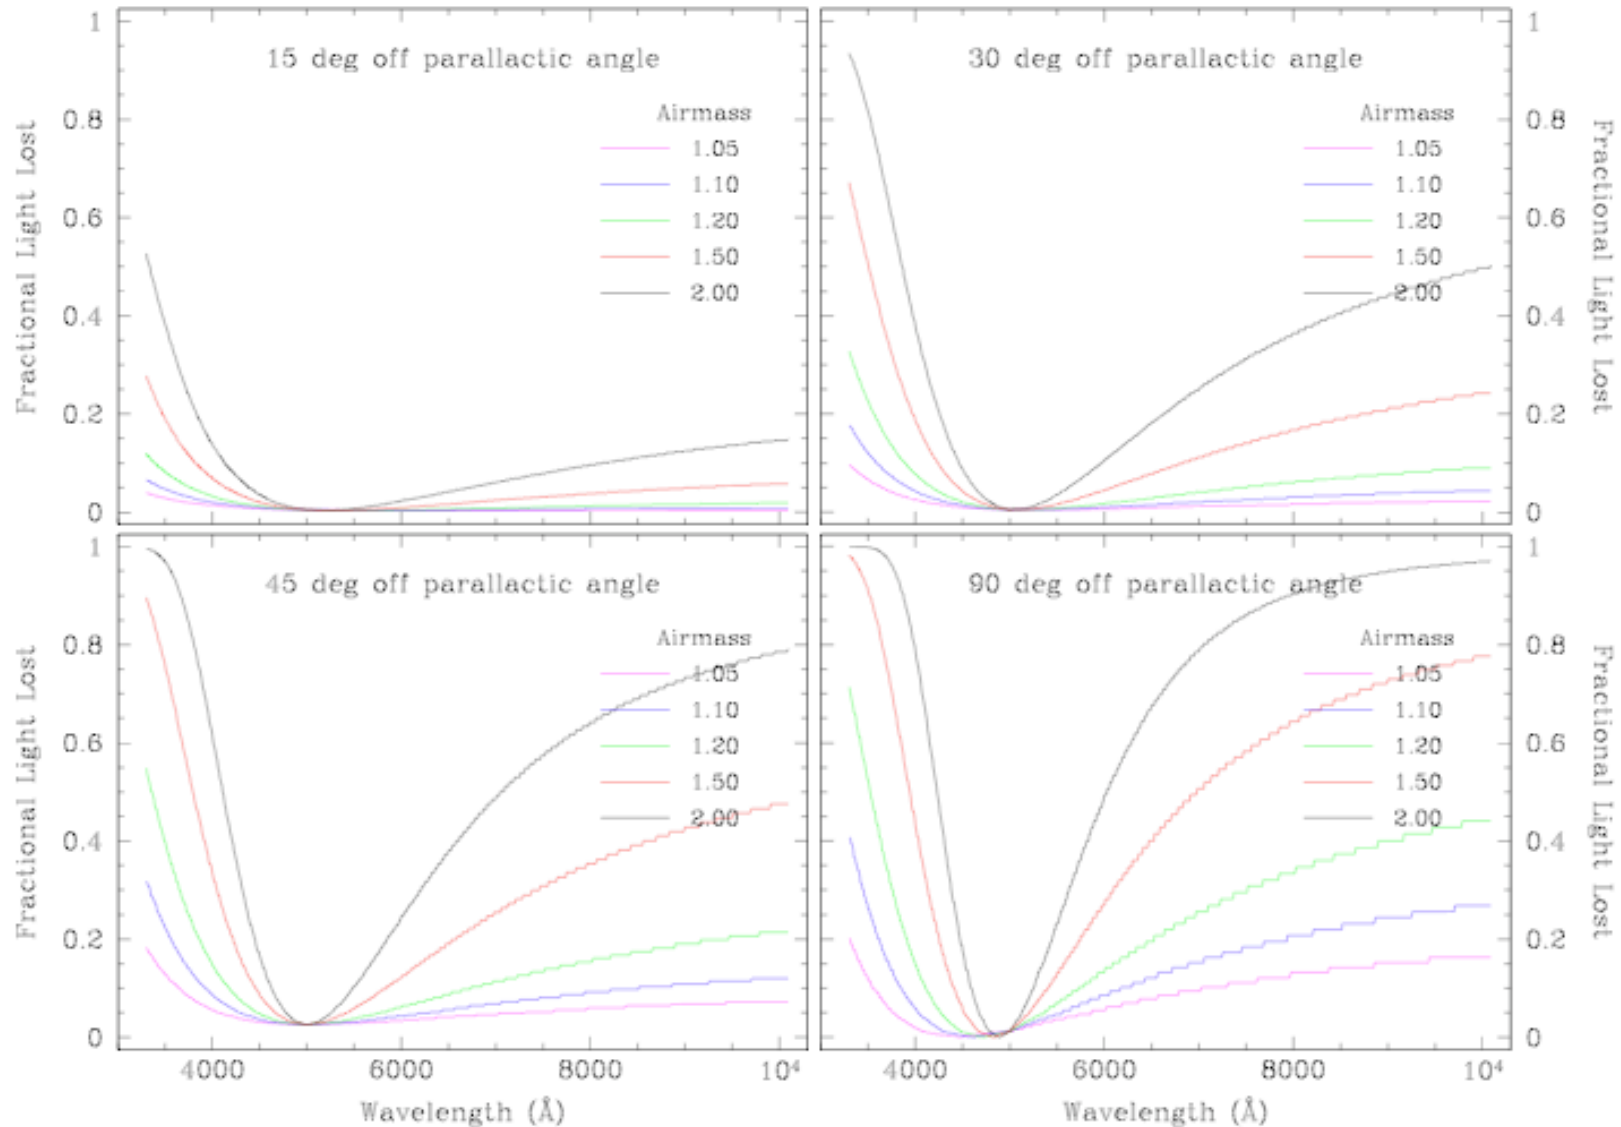 15 deg off parallactic angle
Airmass
1.05
1.10
1.20
1.50
2.00
1
0.8
0.6
0.4
0.2
0
Fractional Light Lost
30 deg off parallactic angle
Airmass
1.05
1.10
1.20
1.50
2.00
1
0.8
0.6
0.4
0.2
0
Fractional Light Lost
45 deg off parallactic angle
Airmass
1.05
1.10
1.20
1.50
2.00
1
0.8
0.6
0.4
0.2
0
Fractional Light Lost
4000 6000 8000 10⁴
Wavelength (Å)
90 deg off parallactic angle
Airmass
1.05
1.10
1.20
1.50
2.00
1
0.8
0.6
0.4
0.2
0
Fractional Light Lost
4000 6000 8000 10⁴
Wavelength (Å)